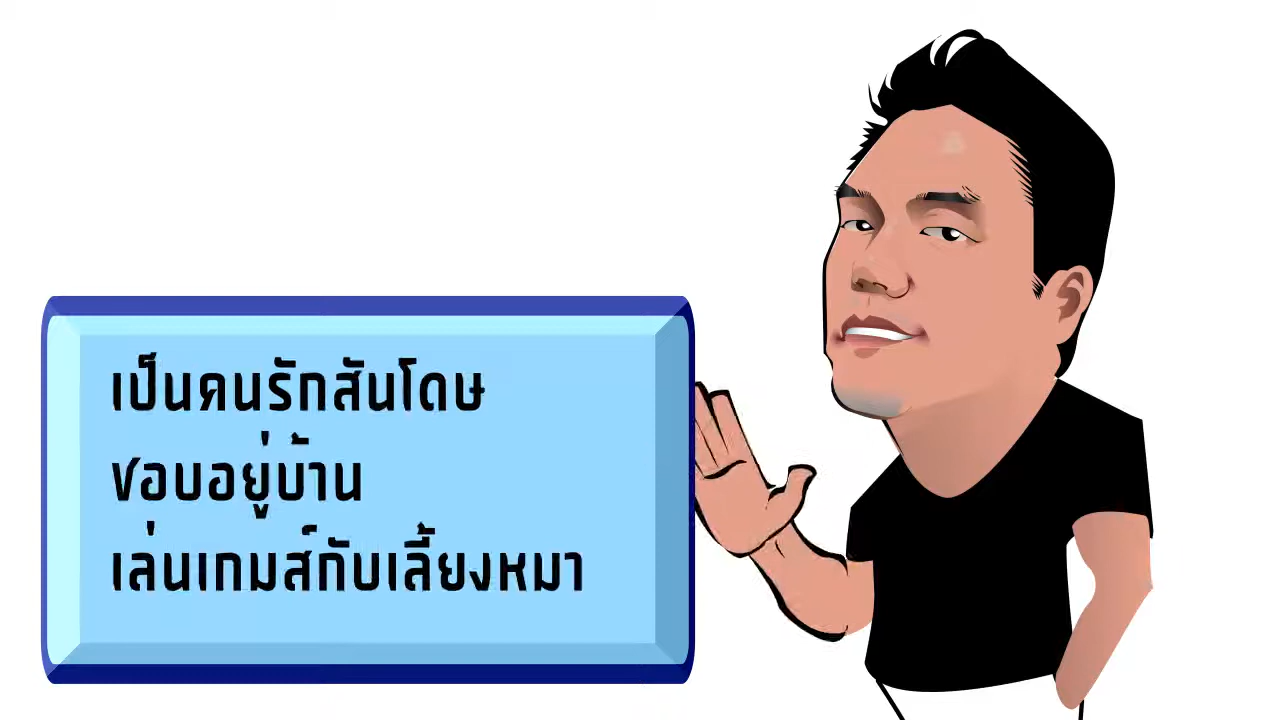 เป็นคนรักสันโดษ
ชอบอยู่บ้าน
เล่นเกมส์กับเลี้ยงหมา